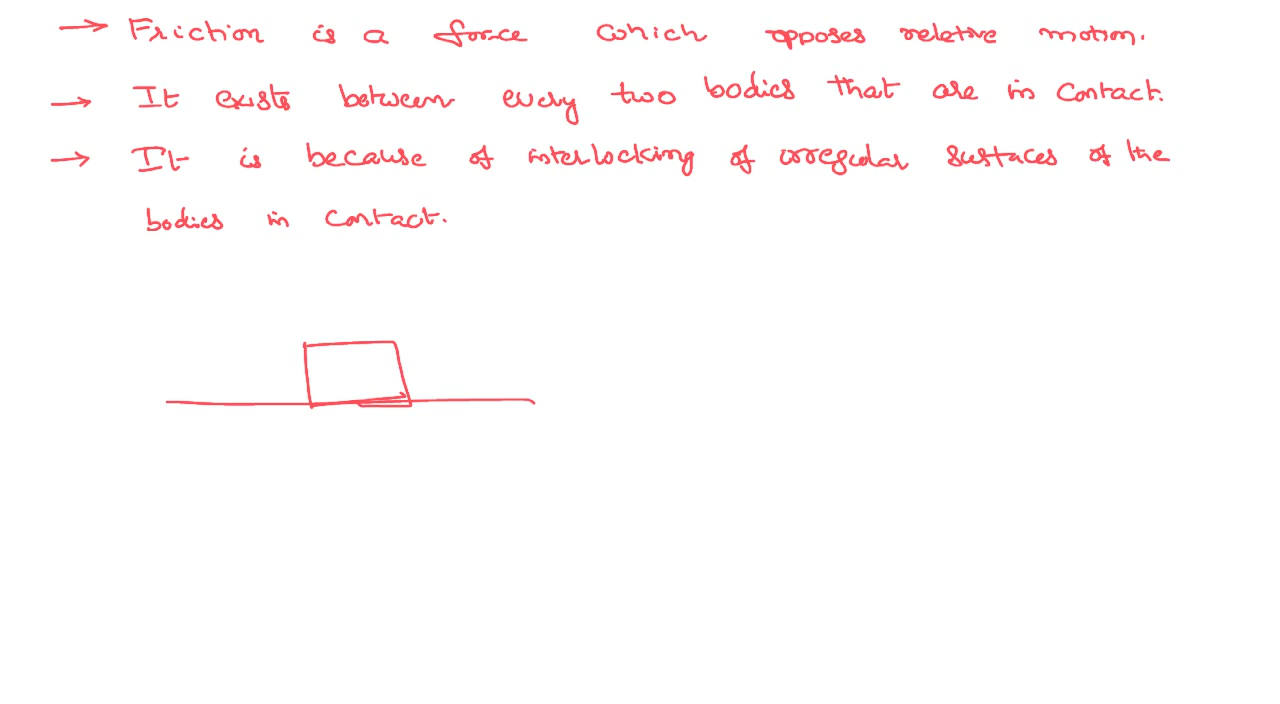 → Friction is a force which opposes relative motion.
→ It exists between every two bodies that are in contact.
→ It is because of interlocking of irregular surfaces of the
bodies in contact.